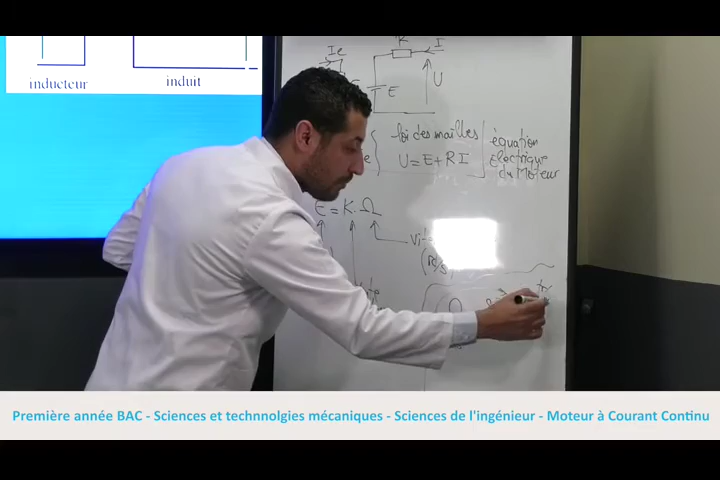 inducteur
induit
Ie
R
I
U
E
loi des mailles
U = E + R I
équation
électrique
du Moteur
E = K. Ω
Première année BAC - Sciences et technnolgies mécaniques - Sciences de l'ingénieur - Moteur à Courant Continu